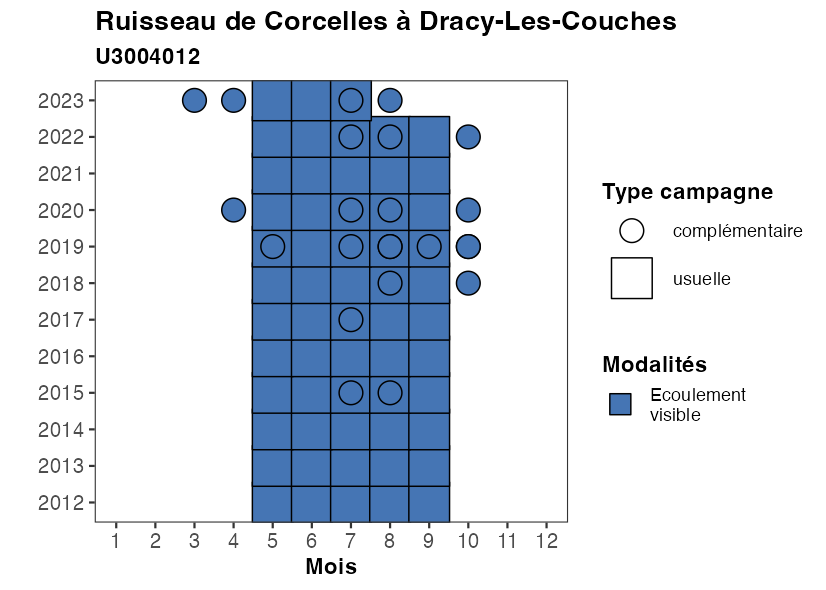 Ruisseau de Corcelles à Dracy-Les-Couches
U3004012
2023
2022
2021
2020
2019
2018
2017
2016
2015
2014
2013
2012
1 2 3 4 5 6 7 8 9 10 11 12
Mois
Type campagne
complémentaire
usuelle
Modalités
Ecoulement
visible